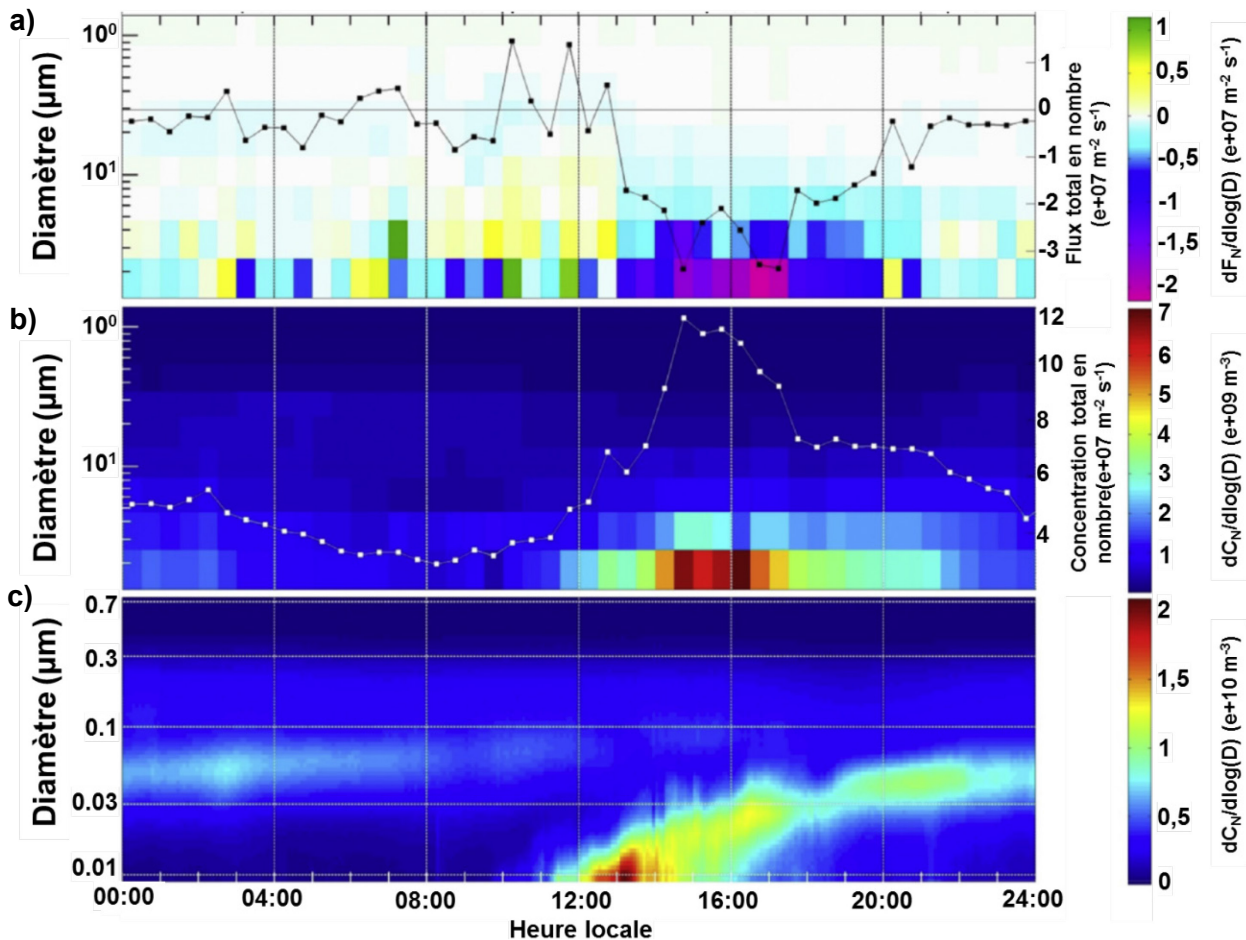 a)
Diamètre (µm)
10⁰
10¹
1
0
-1
-2
-3
Flux total en nombre
(e+07 m⁻² s⁻¹)
1
0,5
0
-0,5
-1
-1,5
-2
dF_N/dlog(D) (e+07 m⁻² s⁻¹)
b)
Diamètre (µm)
10⁰
10¹
12
10
8
6
4
Concentration total en
nombre(e+07 m⁻² s⁻¹)
7
6
5
4
3
2
1
dC_N/dlog(D) (e+09 m⁻³)
c)
Diamètre (µm)
0.7
0.3
0.1
0.03
0.01
2
1,5
1
0,5
0
dC_N/dlog(D) (e+10 m⁻³)
00:00 04:00 08:00 12:00 16:00 20:00 24:00
Heure locale